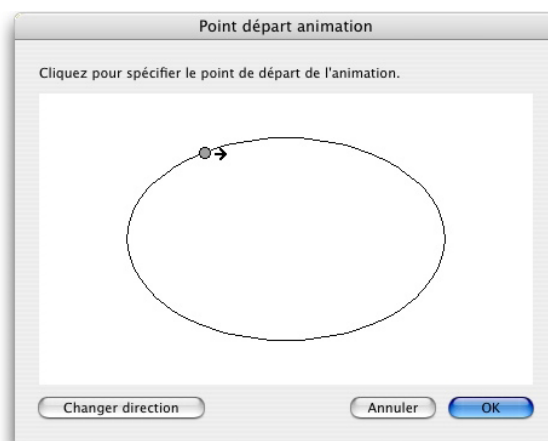 Point départ animation
Cliquez pour spécifier le point de départ de l'animation.
Changer direction
Annuler
OK